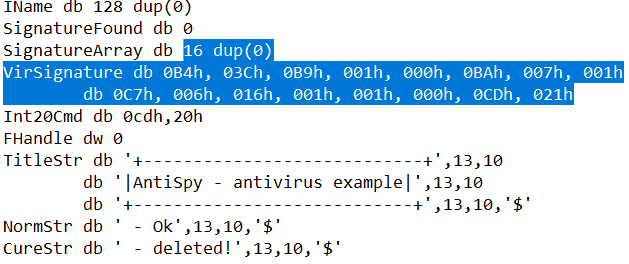 IName db 128 dup(0)
SignatureFound db 0
SignatureArray db 16 dup(0)
VirSignature db 0B4h, 03Ch, 0B9h, 001h, 000h, 0BAh, 007h, 001h
db 0C7h, 006h, 016h, 001h, 001h, 000h, 0CDh, 021h
Int20Cmd db 0cdh,20h
FHandle dw 0
TitleStr db '+----------------------------+',13,10
db '|AntiSpy - antivirus example|',13,10
db '+---------------------------+',13,10,'$'
NormStr db ' - Ok',13,10,'$'
CureStr db ' - deleted!',13,10,'$'